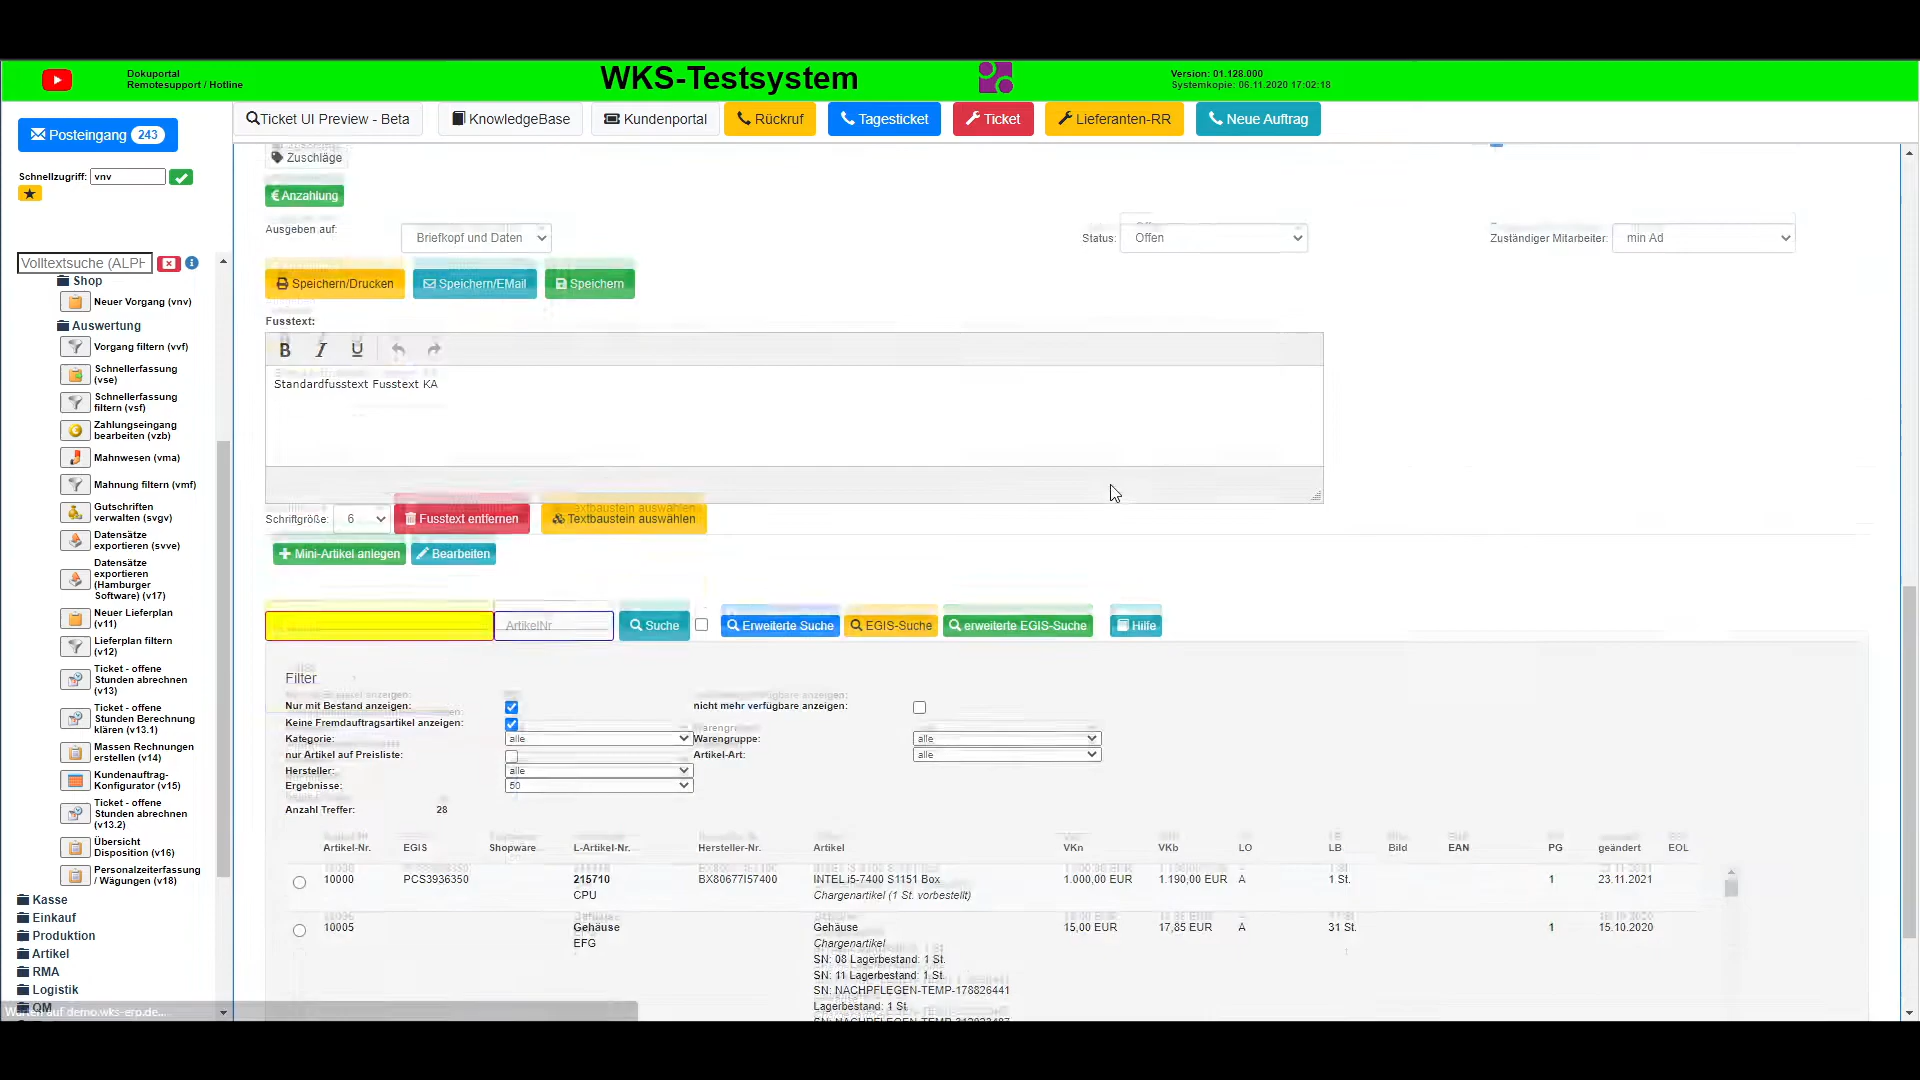 Dokuportal
Remotesupport / Hotline
WKS-Testsystem
Version: 01.128.000
Systemkopie: 06.11.2020 17:02:18
Posteingang 243
Ticket UI Preview - Beta
KnowledgeBase
Kundenportal
Rückruf
Tagesticket
Ticket
Lieferanten-RR
Neue Auftrag
Schnellzugriff: vnv
Volltextsuche (ALPH
Shop
Neuer Vorgang (vnv)
Auswertung
Vorgang filtern (vvf)
Schnellerfassung
(vse)
Schnellerfassung
filtern (vsf)
Zahlungseingang
bearbeiten (vzb)
Mahnwesen (vma)
Mahnung filtern (vmf)
Gutschriften
verwalten (svgv)
Datensätze
exportieren (svve)
Datensätze
exportieren
(Hamburger
Software) (v17)
Neuer Lieferplan
(v11)
Lieferplan filtern
(v12)
Ticket - offene
Stunden abrechnen
(v13)
Ticket - offene
Stunden Berechnung
klären (v13.1)
Massen Rechnungen
erstellen (v14)
Kundenauftrag-
Konfigurator (v15)
Ticket - offene
Stunden abrechnen
(v13.2)
Übersicht
Disposition (v16)
Personalzeiterfassung
/ Wägungen (v18)
Kasse
Einkauf
Produktion
Artikel
RMA
Logistik
QM
Warten auf demo.wks-erp.de...
Zuschläge
Anzahlung
Ausgeben auf: Briefkopf und Daten
Status: Offen
Zuständiger Mitarbeiter: min Ad
Speichern/Drucken Speichern/EMail Speichern
Fusstext:
B I U
Standardfusstext Fusstext KA
Schriftgröße: 6 Fusstext entfernen Textbaustein auswählen
Mini-Artikel anlegen Bearbeiten
ArtikelNr Suche Erweiterte Suche EGIS-Suche erweiterte EGIS-Suche Hilfe
Filter
Nur mit Bestand anzeigen: nicht mehr verfügbare anzeigen:
Keine Fremdauftragsartikel anzeigen:
Kategorie: alle Warengruppe: alle
nur Artikel auf Preisliste: Artikel-Art: alle
Hersteller: alle
Ergebnisse: 50
Anzahl Treffer: 28
Artikel-Nr. EGIS Shopware L-Artikel-Nr. Hersteller-Nr. Artikel VKn VKb LO LB Bild EAN PG geändert EOL
10000 PCS3936350 215710 BX80677I57400 INTEL i5-7400 S1151 Box 1.000,00 EUR 1.190,00 EUR A 1 St. 1 23.11.2021
CPU Chargenartikel (1 St. vorbestellt)
10005 Gehäuse Gehäuse 15,00 EUR 17,85 EUR A 31 St. 1 15.10.2020
EFG Chargenartikel
SN: 08 Lagerbestand: 1 St.
SN: 11 Lagerbestand: 1 St.
SN: NACHPFLEGEN-TEMP-178826441
Lagerbestand: 1 St.